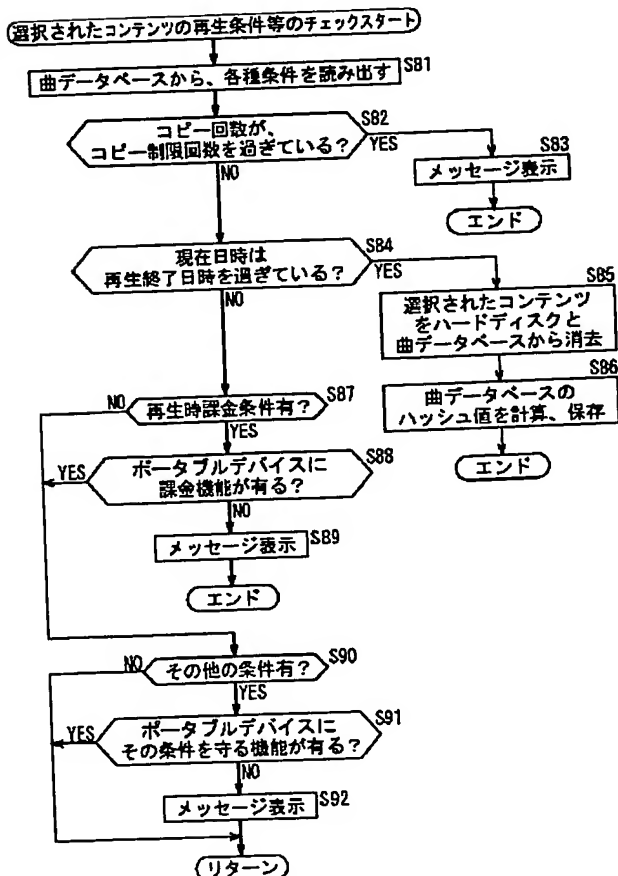 選択されたコンテンツの再生条件等のチェックスタート
曲データベースから、各種条件を読み出す
S81
コピー回数が、
コピー制限回数を過ぎている?
S82
YES
NO
S83
メッセージ表示
エンド
現在日時は
再生終了日時を過ぎている?
S84
YES
NO
S85
選択されたコンテンツ
をハードディスクと
曲データベースから消去
S86
曲データベースの
ハッシュ値を計算、保存
エンド
NO
再生時課金条件有?
S87
YES
YES
ポータブルデバイスに
課金機能が有る?
S88
NO
メッセージ表示
S89
エンド
NO
その他の条件有?
S90
YES
YES
ポータブルデバイスに
その条件を守る機能が有る?
S91
NO
メッセージ表示
S92
リターン